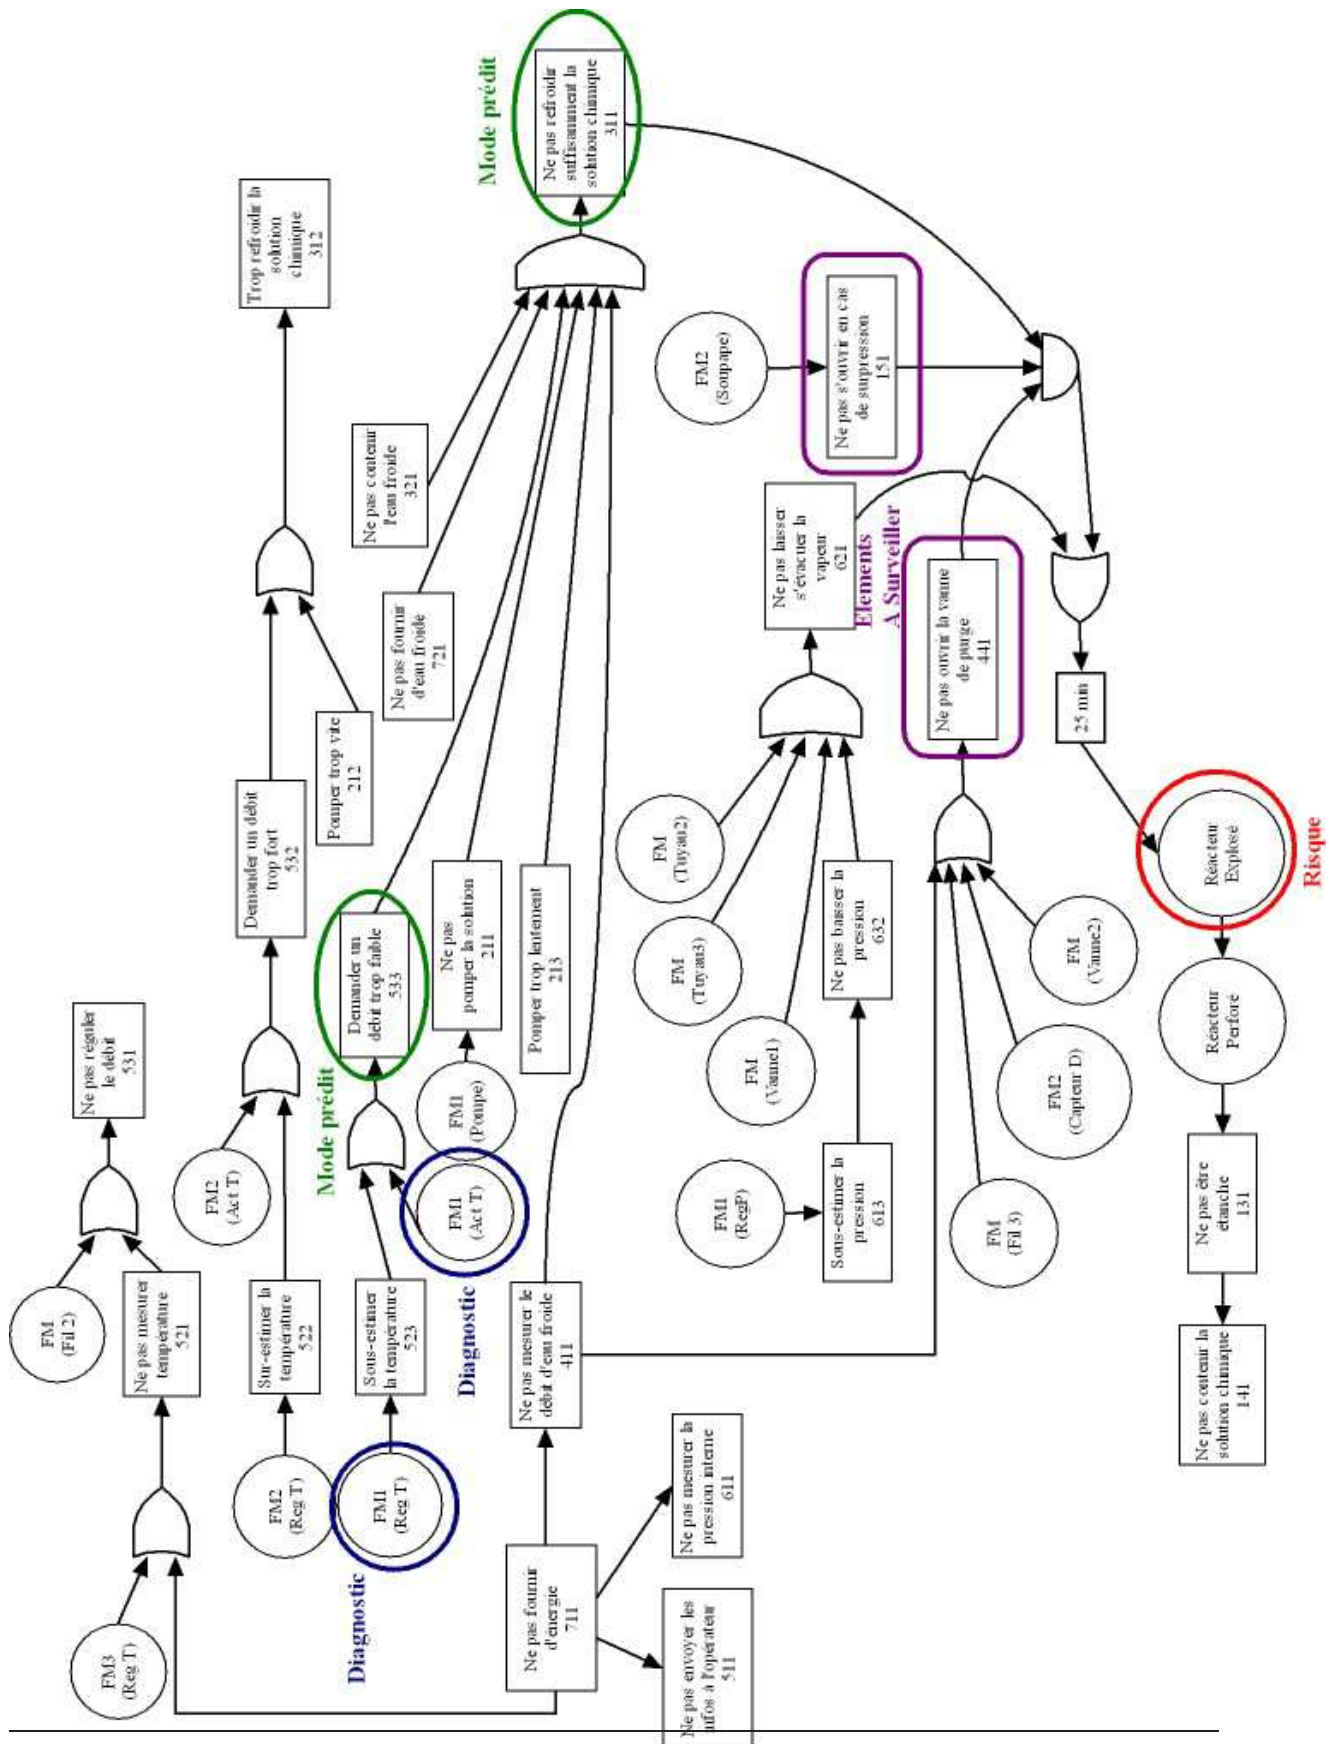 FM3
(Reg T)
Ne pas mesurer
température
521
FM
(Fil 2)
Ne pas réguler
le débit
531
FM2
(Reg T)
Sur-estimer la
température
522
FM2
(Act T)
Demander un débit
trop fort
532
Pomper trop vite
212
Trop refroidir la
solution
chimique
312
Diagnostic
FM1
(Reg T)
Sous-estimer
la température
523
Diagnostic
FM1
(Act T)
Mode prédit
Demander un
débit trop faible
533
FM1
(Pompe)
Ne pas
pomper la solution
211
Pomper trop lentement
213
Ne pas fournir
d'eau froide
721
Ne pas contenir
l'eau froide
321
Mode prédit
Ne pas refroidir
suffisamment la
solution chimique
311
Ne pas fournir
d'énergie
711
Ne pas mesurer le
débit d'eau froide
411
Ne pas envoyer les
infos à l'opérateur
511
Ne pas mesurer la
pression interne
611
FM1
(RegP)
Sous-estimer la
pression
613
Ne pas baisser la
pression
632
FM
(Vanne1)
FM
(Tuyau3)
FM
(Tuyau2)
Ne pas laisser
s'évacuer la
vapeur
621
FM2
(Soupape)
Ne pas s'ouvrir en cas
de surpression
151
Elements
A Surveiller
Ne pas ouvrir la vanne
de purge
441
FM
(Fil 3)
FM2
(Capteur D)
FM
(Vanne2)
25 min
Réacteur
Explosé
Risque
Réacteur
Perforé
Ne pas être
étanche
131
Ne pas contenir la
solution chimique
141